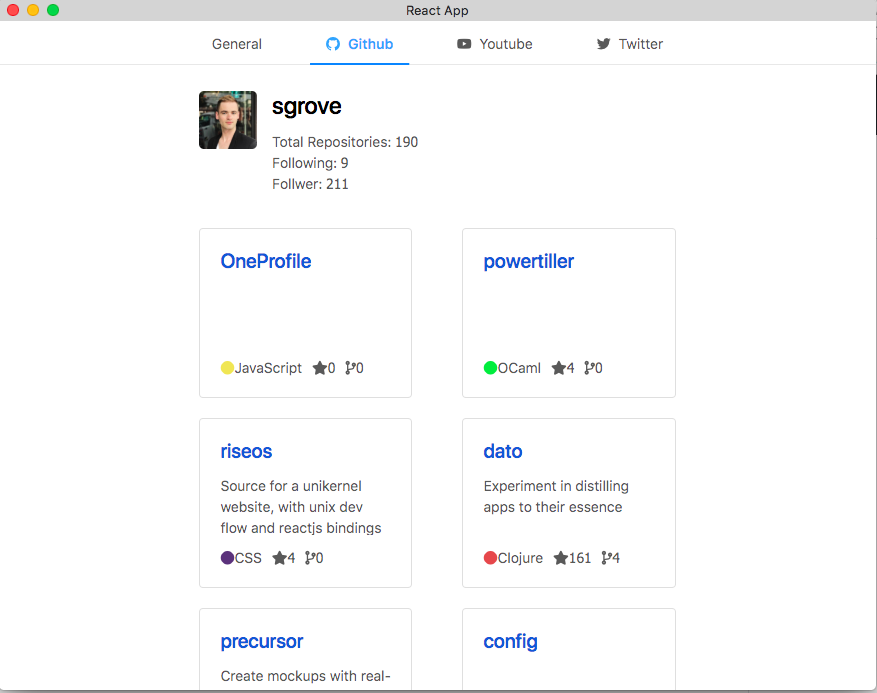 React App
General
Github
Youtube
Twitter
sgrove
Total Repositories: 190
Following: 9
Follwer: 211
OneProfile
JavaScript 0 0
powertiller
OCaml 4 0
riseos
Source for a unikernel
website, with unix dev
flow and reactjs bindings
CSS 4 0
dato
Experiment in distilling
apps to their essence
Clojure 161 4
precursor
Create mockups with real-
config